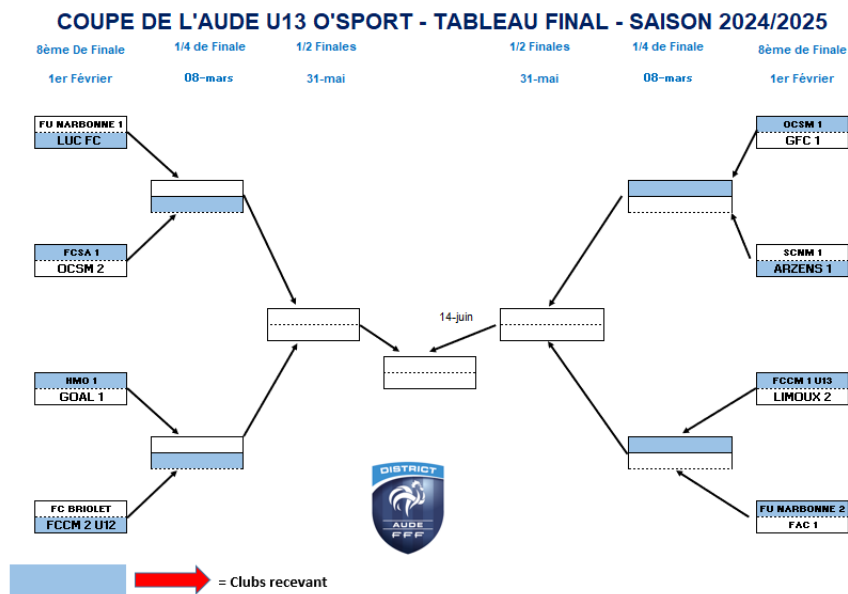 COUPE DE L'AUDE U13 O'SPORT - TABLEAU FINAL - SAISON 2024/2025
8ème De Finale
1/4 de Finale
1/2 Finales
1/2 Finales
1/4 de Finale
8ème de Finale
1er Février
08-mars
31-mai
31-mai
08-mars
1er Février
FU NARBONNE 1
LUC FC
OCSM 1
GFC 1
FCSA 1
OCSM 2
SCNM 1
ARZENS 1
14-juin
HMO 1
GOAL 1
FCCM 1 U13
LIMOUX 2
FC BRIOLET
FCCM 2 U12
FU NARBONNE 2
FAC 1
DISTRICT
AUDE
FFF
= Clubs recevant